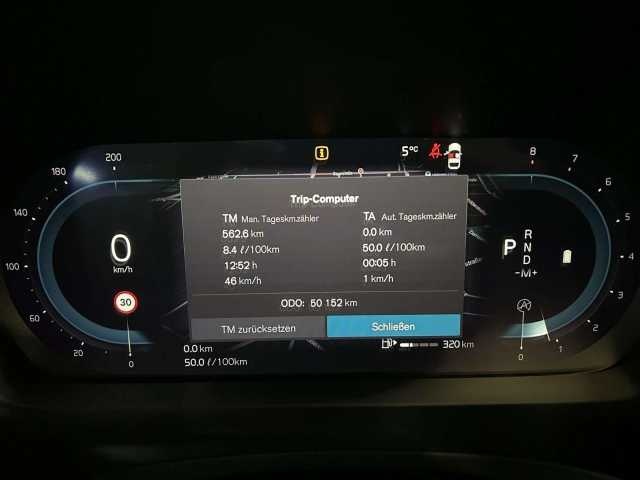 200
5°C
8
180
7
140
6
100
4
60
3
20
2
0
1
0
0
km/h
30
Trip-Computer
TM Man. Tageskm.zähler
562.6 km
8.4 ℓ/100km
12:52 h
46 km/h
TA Aut. Tageskm.zähler
0.0 km
50.0 ℓ/100km
00:05 h
1 km/h
ODO: 50 152 km
TM zurücksetzen
Schließen
P
R
N
D
-M+
A
0.0 km
50.0 ℓ/100km
320 km